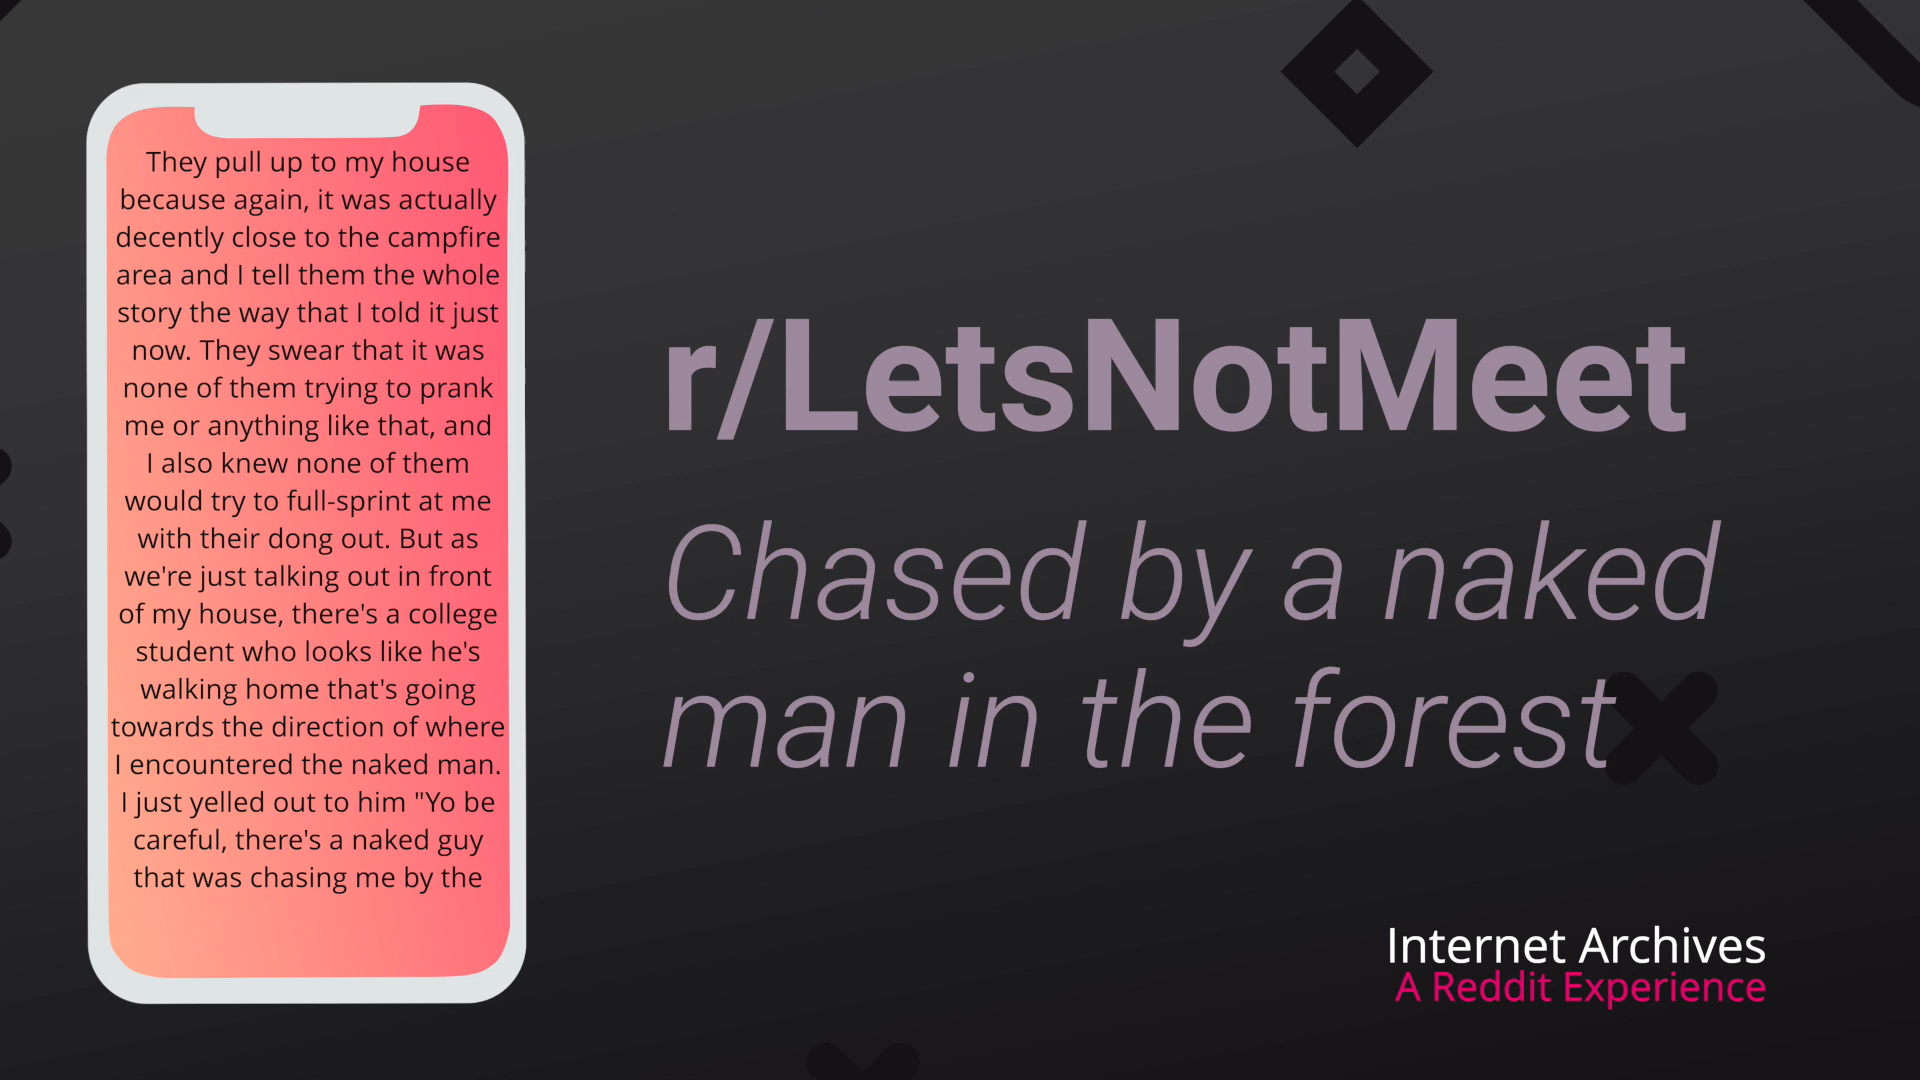 They pull up to my house
because again, it was actually
decently close to the campfire
area and I tell them the whole
story the way that I told it just
now. They swear that it was
none of them trying to prank
me or anything like that, and
I also knew none of them
would try to full-sprint at me
with their dong out. But as
we're just talking out in front
of my house, there's a college
student who looks like he's
walking home that's going
towards the direction of where
I encountered the naked man.
I just yelled out to him "Yo be
careful, there's a naked guy
that was chasing me by the
r/LetsNotMeet
Chased by a naked
man in the forest
Internet Archives
A Reddit Experience